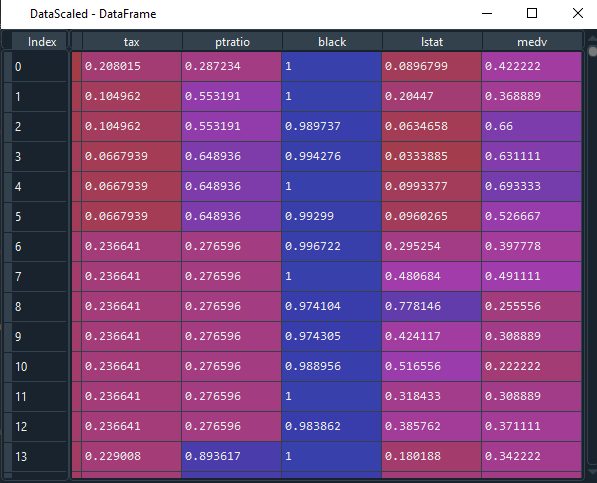 DataScaled - DataFrame
Index tax ptratio black lstat medv
0 0.208015 0.287234 1 0.0896799 0.422222
1 0.104962 0.553191 1 0.20447 0.368889
2 0.104962 0.553191 0.989737 0.0634658 0.66
3 0.0667939 0.648936 0.994276 0.0333885 0.631111
4 0.0667939 0.648936 1 0.0993377 0.693333
5 0.0667939 0.648936 0.99299 0.0960265 0.526667
6 0.236641 0.276596 0.996722 0.295254 0.397778
7 0.236641 0.276596 1 0.480684 0.491111
8 0.236641 0.276596 0.974104 0.778146 0.255556
9 0.236641 0.276596 0.974305 0.424117 0.308889
10 0.236641 0.276596 0.988956 0.516556 0.222222
11 0.236641 0.276596 1 0.318433 0.308889
12 0.236641 0.276596 0.983862 0.385762 0.371111
13 0.229008 0.893617 1 0.180188 0.342222